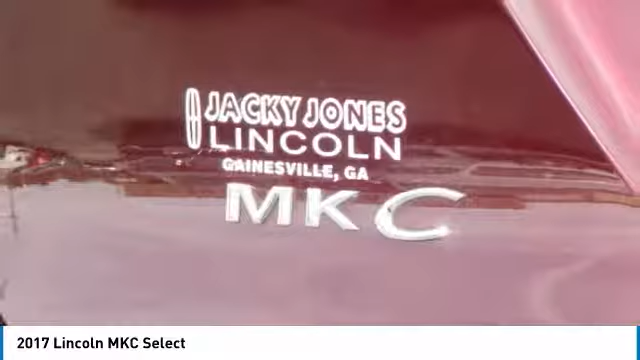 JACKY JONES
LINCOLN
GAINESVILLE, GA
MKC
2017 Lincoln MKC Select